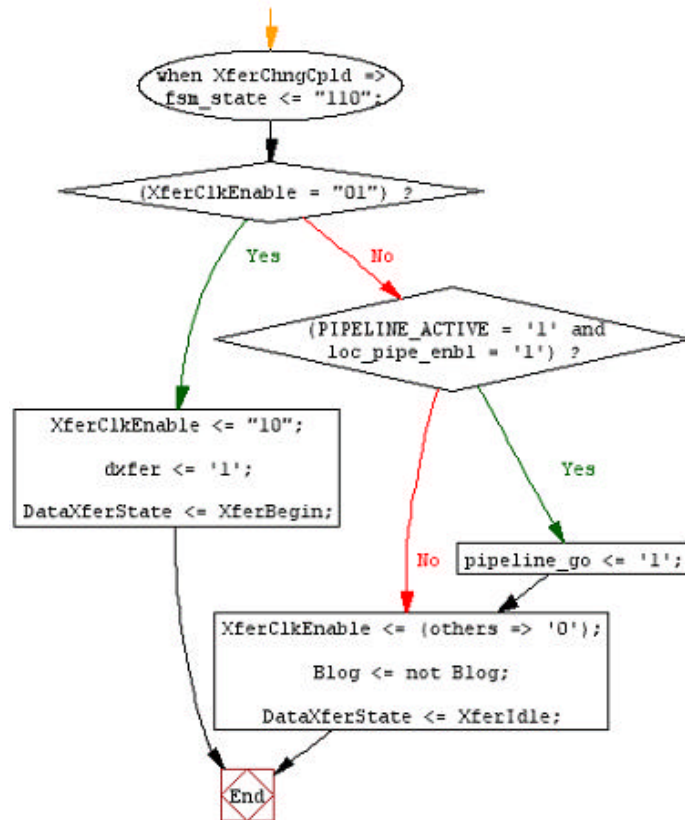 when XferChngCpld =>
fsm_state <= "110";
(XferClkEnable = "01") ?
Yes
No
(PIPELINE_ACTIVE = '1' and
loc_pipe_enbl = '1') ?
XferClkEnable <= "10";
dxfer <= '1';
DataXferState <= XferBegin;
Yes
No
pipeline_go <= '1';
XferClkEnable <= (others => '0');
Blog <= not Blog;
DataXferState <= XferIdle;
End